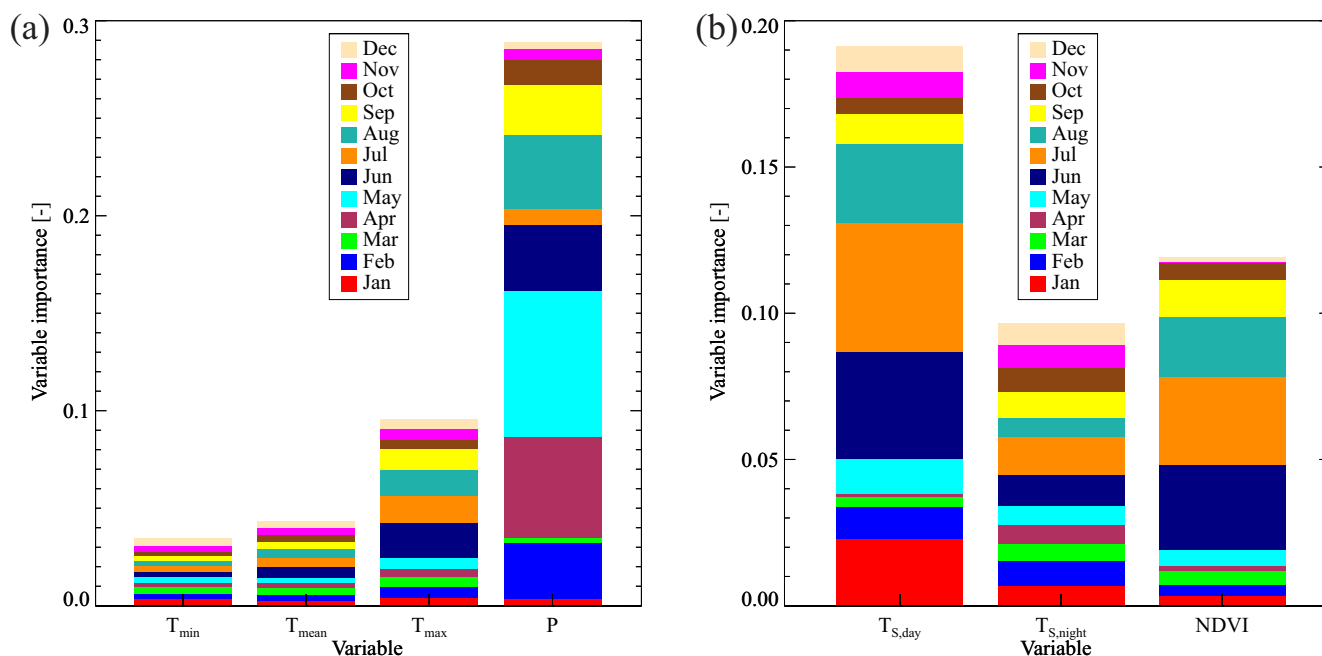 (a)
Variable importance [-]
0.3
0.2
0.1
0.0
Dec
Nov
Oct
Sep
Aug
Jul
Jun
May
Apr
Mar
Feb
Jan
Tmin
Tmean
Tmax
P
Variable
(b)
Variable importance [-]
0.20
0.15
0.10
0.05
0.00
Dec
Nov
Oct
Sep
Aug
Jul
Jun
May
Apr
Mar
Feb
Jan
TS,day
TS,night
NDVI
Variable